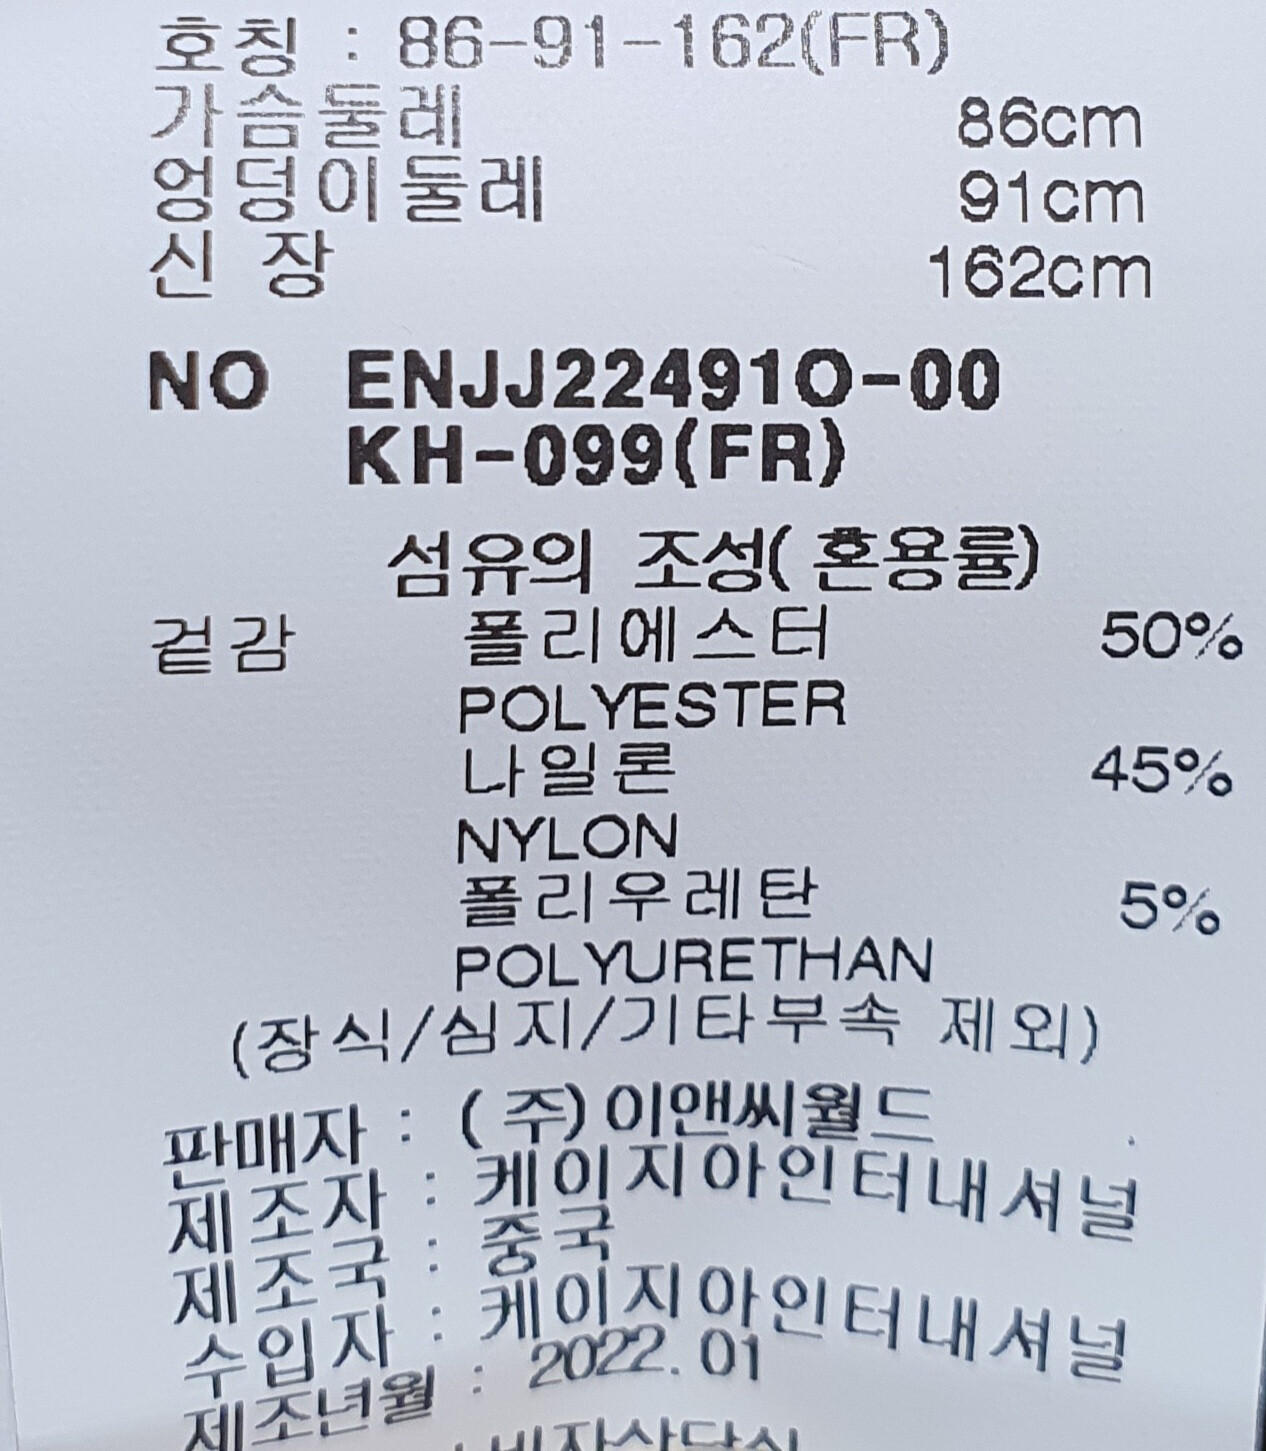 호칭 : 86-91-162(FR)
가슴둘레 86cm
엉덩이둘레 91cm
신 장 162cm
NO ENJJ22491O-00
KH-099(FR)
섬유의 조성(혼용률)
겉감 폴리에스터 50%
POLYESTER
나일론 45%
NYLON
폴리우레탄 5%
POLYURETHAN
(장식/심지/기타부속 제외)
판매자 : (주)이앤씨월드
제조자 : 케이지아인터내셔널
제조국 : 중국
수입자 : 케이지아인터내셔널
제조년월 : 2022.01